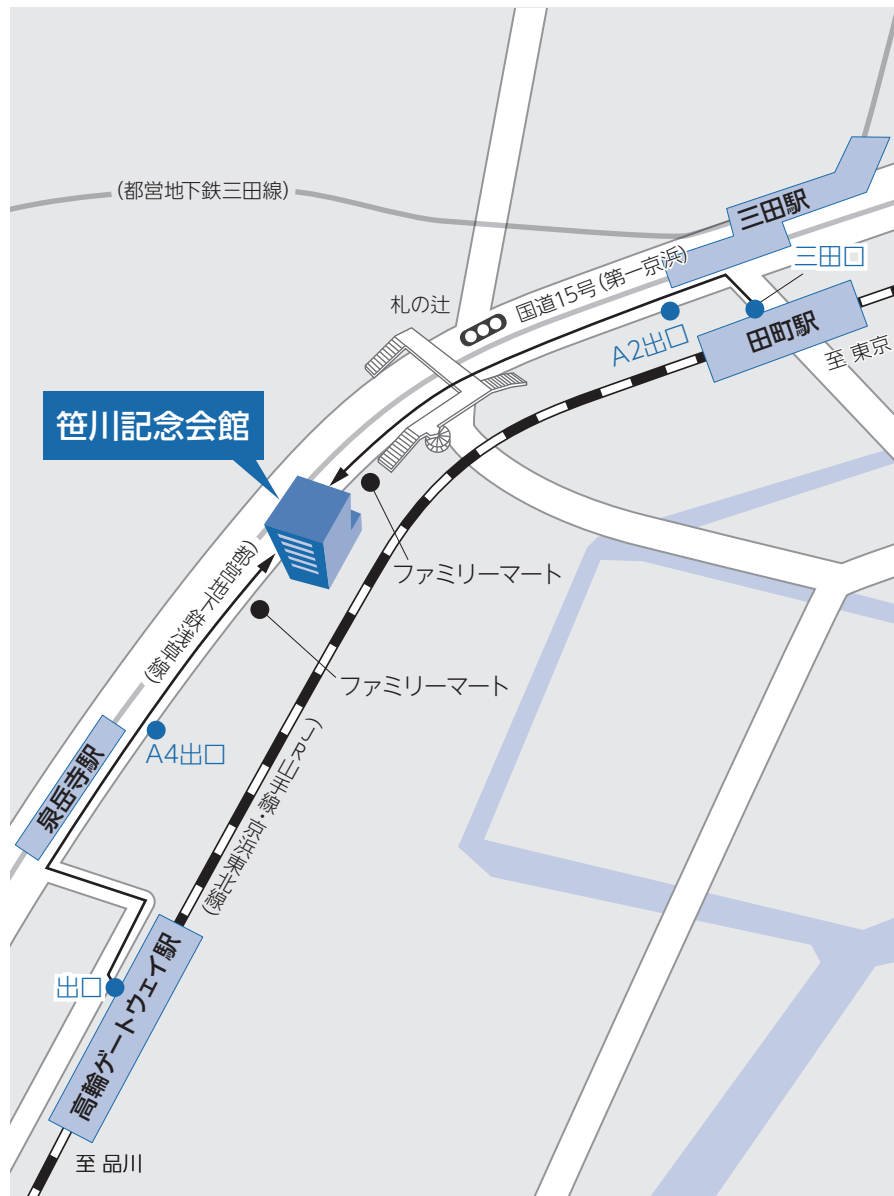 (都営地下鉄三田線)
三田駅
三田口
国道15号(第一京浜)
札の辻
A2出口
田町駅
至 東京
笹川記念会館
ファミリーマート
(都営地下鉄浅草線)
ファミリーマート
A4出口
(JR山手線・京浜東北線)
泉岳寺駅
出口
高輪ゲートウェイ駅
至 品川